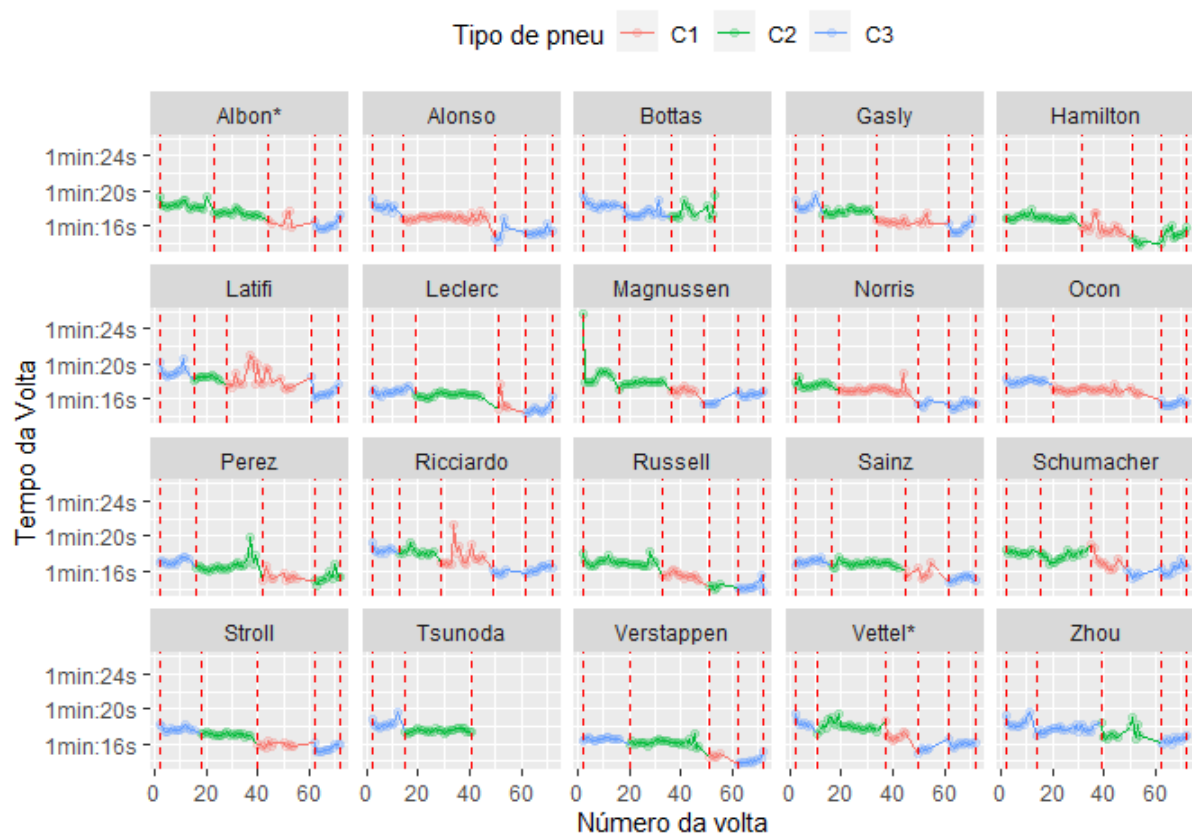 Tipo de pneu C1 C2 C3
Albon* Alonso Bottas Gasly Hamilton
1min:24s
1min:20s
1min:16s
Latifi Leclerc Magnussen Norris Ocon
1min:24s
1min:20s
1min:16s
Tempo da Volta
Perez Ricciardo Russell Sainz Schumacher
1min:24s
1min:20s
1min:16s
Stroll Tsunoda Verstappen Vettel* Zhou
1min:24s
1min:20s
1min:16s
0 20 40 60 0 20 40 60 0 20 40 60 0 20 40 60 0 20 40 60
Número da volta